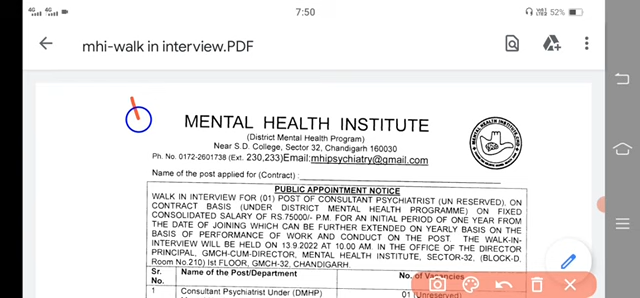 4G 4G 7:50 Vo1) LTE2 52%
mhi-walk in interview.PDF
MENTAL HEALTH INSTITUTE
(District Mental Health Program)
Near S.D. College, Sector 32, Chandigarh 160030
Ph. No. 0172-2601738 (Ext. 230,233)Email:mhipsychiatry@gmail.com
Name of the post applied for (Contract) :
PUBLIC APPOINTMENT NOTICE
WALK IN INTERVIEW FOR (01) POST OF CONSULTANT PSYCHIATRIST (UN RESERVED), ON
CONTRACT BASIS (UNDER DISTRICT MENTAL HEALTH PROGRAMME) ON FIXED
CONSOLIDATED SALARY OF RS.75000/- P.M. FOR AN INITIAL PERIOD OF ONE YEAR FROM
THE DATE OF JOINING WHICH CAN BE FURTHER EXTENDED ON YEARLY BASIS ON THE
BASIS OF PERFORMANCE OF WORK AND CONDUCT ON THE POST. THE WALK-IN-
INTERVIEW WILL BE HELD ON 13.9.2022 AT 10.00 AM. IN THE OFFICE OF THE DIRECTOR
PRINCIPAL, GMCH-CUM-DIRECTOR, MENTAL HEALTH INSTITUTE, SECTOR-32, (BLOCK-D,
Room No.210) Ist FLOOR, GMCH-32, CHANDIGARH.
Sr. No. Name of the Post/Department No. of Vacancies
1 Consultant Psychiatrist Under (DMHP) 01 (Unreserved)